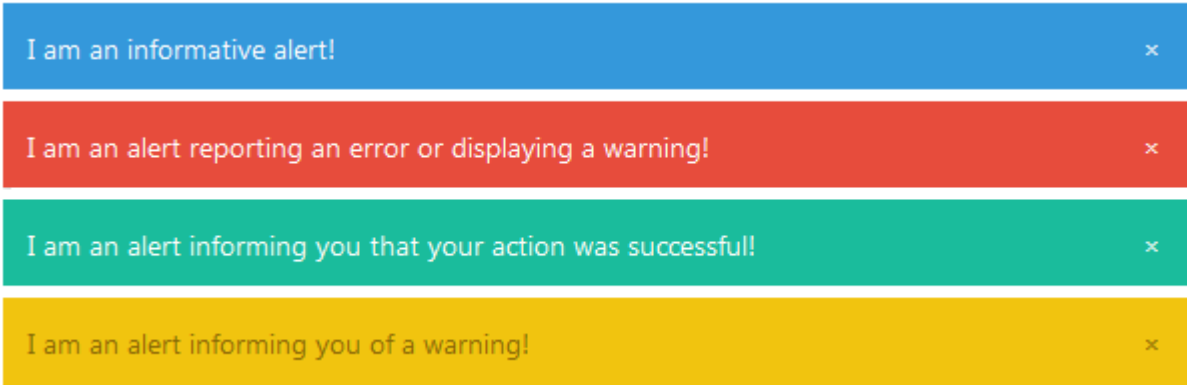 I am an informative alert! ×
I am an alert reporting an error or displaying a warning! ×
I am an alert informing you that your action was successful! ×
I am an alert informing you of a warning! ×